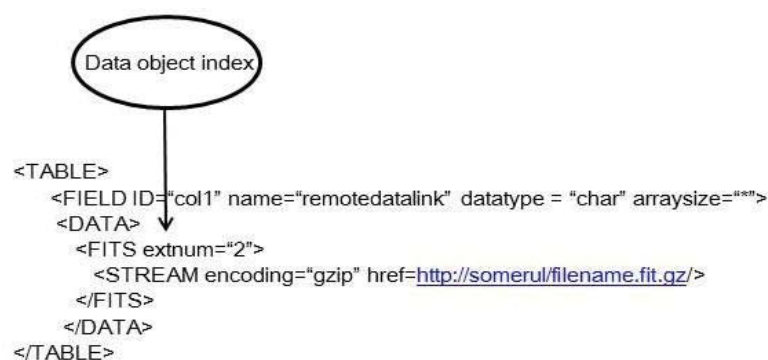 Data object index
<TABLE>
<FIELD ID=“col1” name=“remotedatalink” datatype = “char” arraysize=“*”>
<DATA>
<FITS extnum=“2”>
<STREAM encoding=“gzip” href=http://somerul/filename.fit.gz/>
</FITS>
</DATA>
</TABLE>